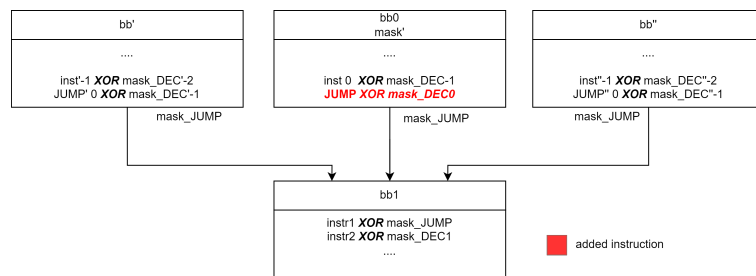 bb'
....
inst'-1 XOR mask_DEC'-2
JUMP' 0 XOR mask_DEC'-1
bb0
mask'
....
inst 0 XOR mask_DEC-1
JUMP XOR mask_DEC0
bb''
....
inst''-1 XOR mask_DEC''-2
JUMP'' 0 XOR mask_DEC''-1
mask_JUMP
mask_JUMP
mask_JUMP
bb1
instr1 XOR mask_JUMP
instr2 XOR mask_DEC1
....
added instruction